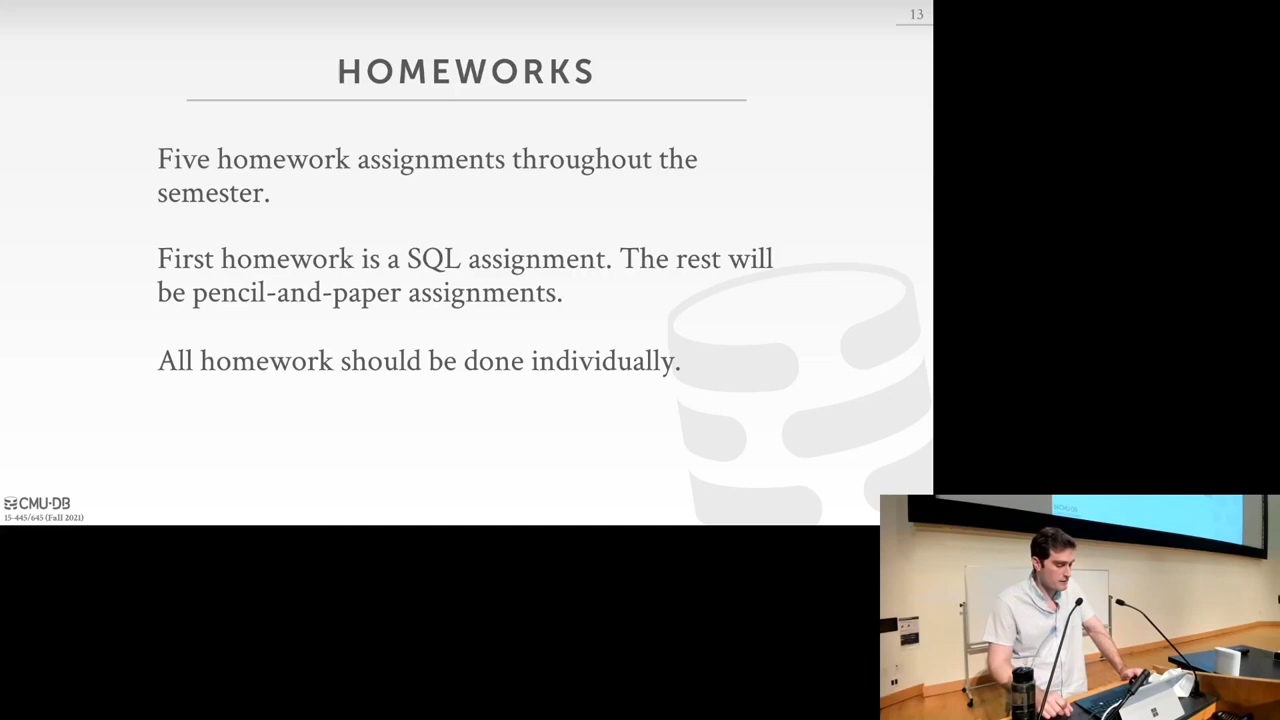 13
HOMEWORKS
Five homework assignments throughout the
semester.
First homework is a SQL assignment. The rest will
be pencil-and-paper assignments.
All homework should be done individually.
CMU·DB
15-445/645 (Fall 2021)